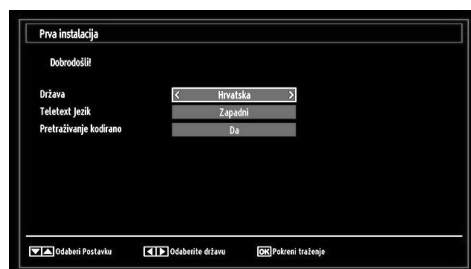 Prva instalacija
Dobrodošli!
Država < Hrvatska >
Teletext Jezik Zapadni
Pretraživanje kodirano Da
Odaberi Postavku Odaberite državu OK Pokreni traženje